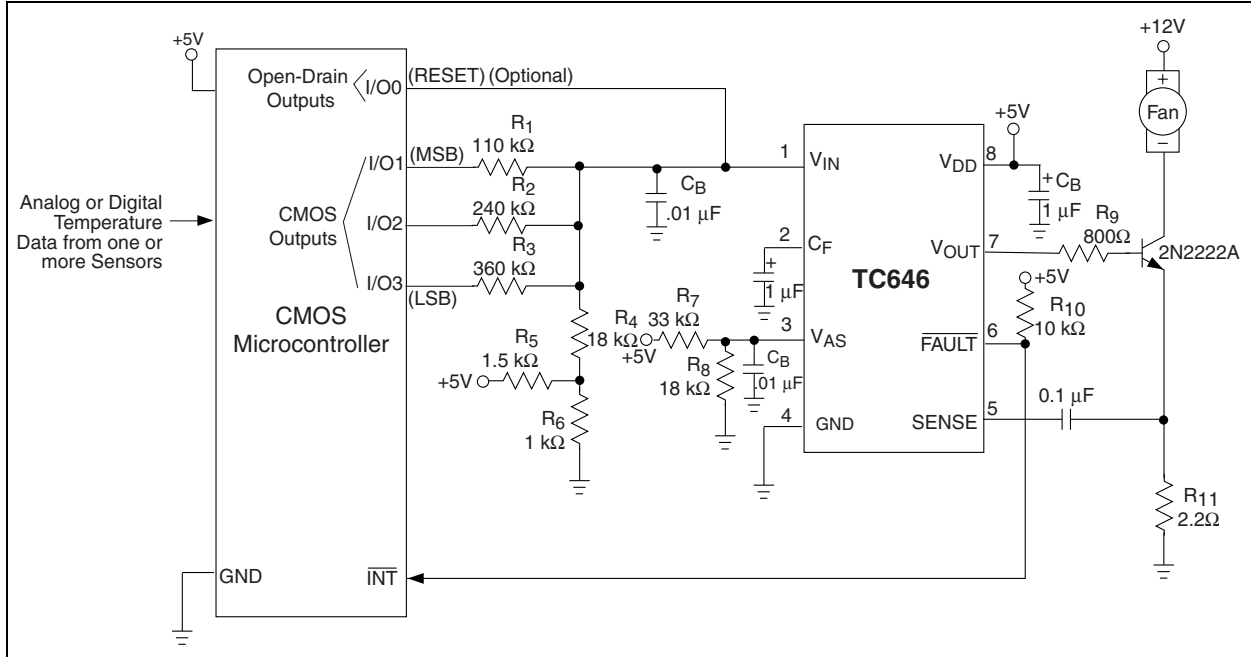 +5V
Open-Drain
Outputs
I/O0
(RESET) (Optional)
I/O1
(MSB)
R1
110 kΩ
R2
240 kΩ
I/O2
CMOS
Outputs
R3
360 kΩ
I/O3
(LSB)
Analog or Digital
Temperature
Data from one or
more Sensors
CMOS
Microcontroller
R4
18 kΩ
R5
1.5 kΩ
+5V
R6
1 kΩ
GND
INT
CB
.01 µF
+
1 µF
R7
33 kΩ
+5V
R8
18 kΩ
CB
.01 µF
1
VIN
2
CF
3
VAS
4
GND
TC646
VDD
8
VOUT
7
FAULT
6
SENSE
5
+5V
+
CB
1 µF
R9
800Ω
+5V
R10
10 kΩ
0.1 µF
+12V
+
Fan
−
2N2222A
R11
2.2Ω